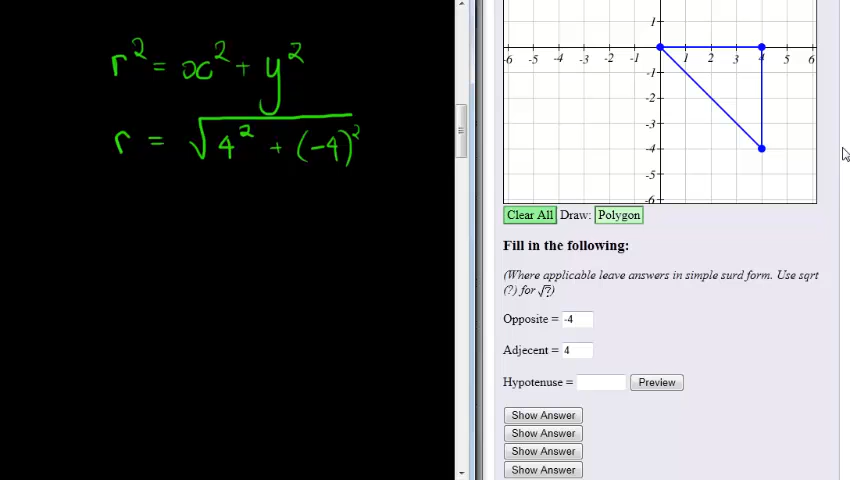 r² = x² + y²
r = √4² + (-4)²
1
-6 -5 -4 -3 -2 -1 1 2 3 4 5 6
-1
-2
-3
-4
-5
-6
Clear All Draw: Polygon
Fill in the following:
(Where applicable leave answers in simple surd form. Use sqrt
(?) for √?)
Opposite = -4
Adjecent = 4
Hypotenuse = Preview
Show Answer
Show Answer
Show Answer
Show Answer